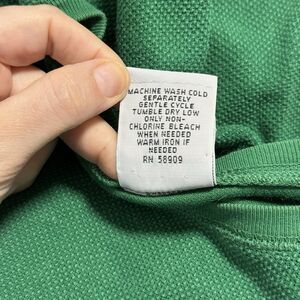 MACHINE WASH COLD
SEPARATELY
GENTLE CYCLE
TUMBLE DRY LOW
ONLY NON-
CHLORINE BLEACH
WHEN NEEDED
WARM IRON IF
NEEDED
RN 58909